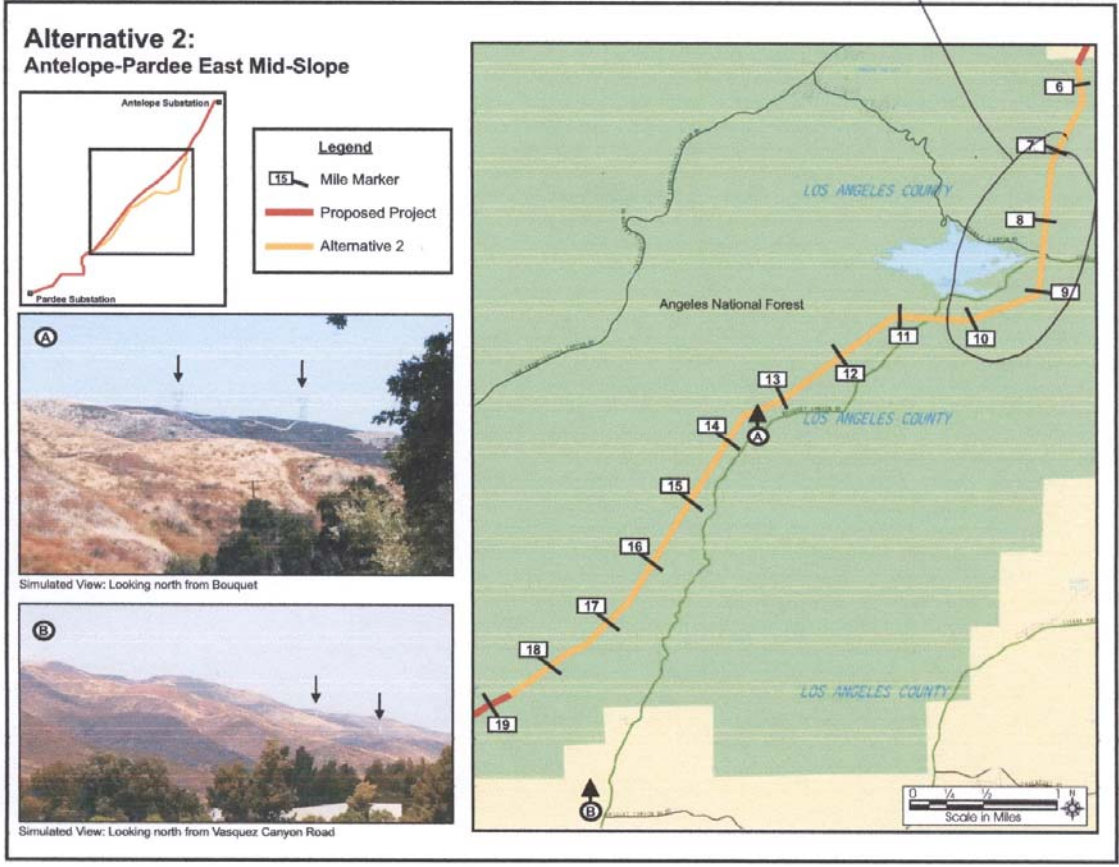 Alternative 2:
Antelope-Pardee East Mid-Slope
Antelope Substation
Pardee Substation
Legend
15 Mile Marker
Proposed Project
Alternative 2
A
Simulated View: Looking north from Bouquet
B
Simulated View: Looking north from Vasquez Canyon Road
6
7
LOS ANGELES COUNTY
8
9
Angeles National Forest
10
11
12
13
LOS ANGELES COUNTY
14
A
15
16
17
18
LOS ANGELES COUNTY
19
B
0 ¼ ½ 1 N
Scale in Miles